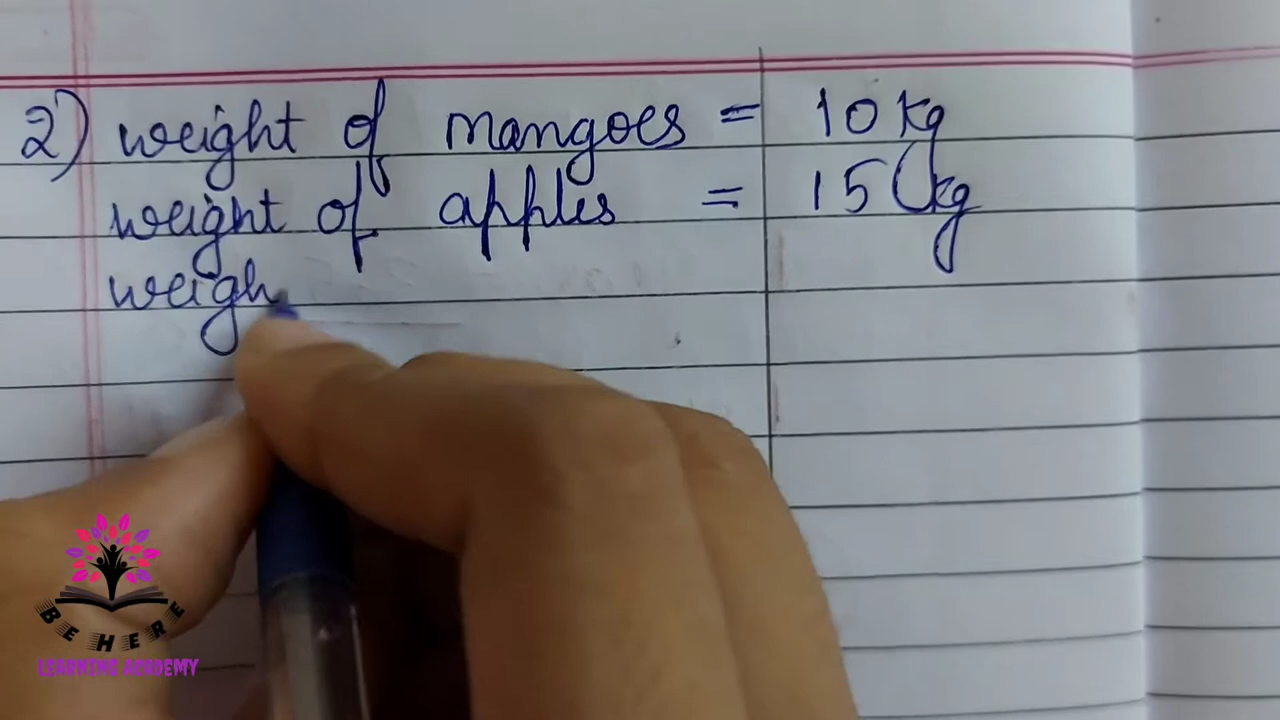 2) weight of mangoes = 10 kg
weight of apples = 15 kg
weigh
BE HERE
LEARNING ACADEMY